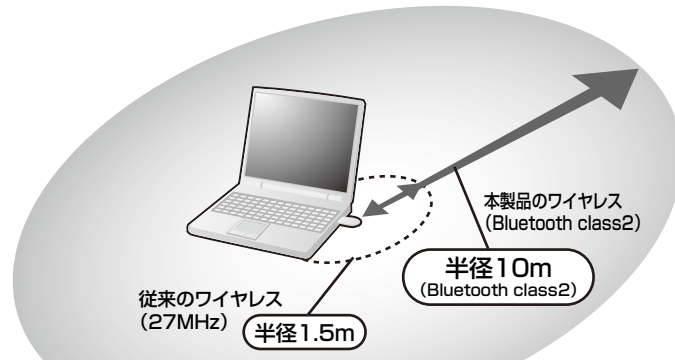 本製品のワイヤレス
(Bluetooth class2)
半径10m
(Bluetooth class2)
従来のワイヤレス
(27MHz)
半径1.5m